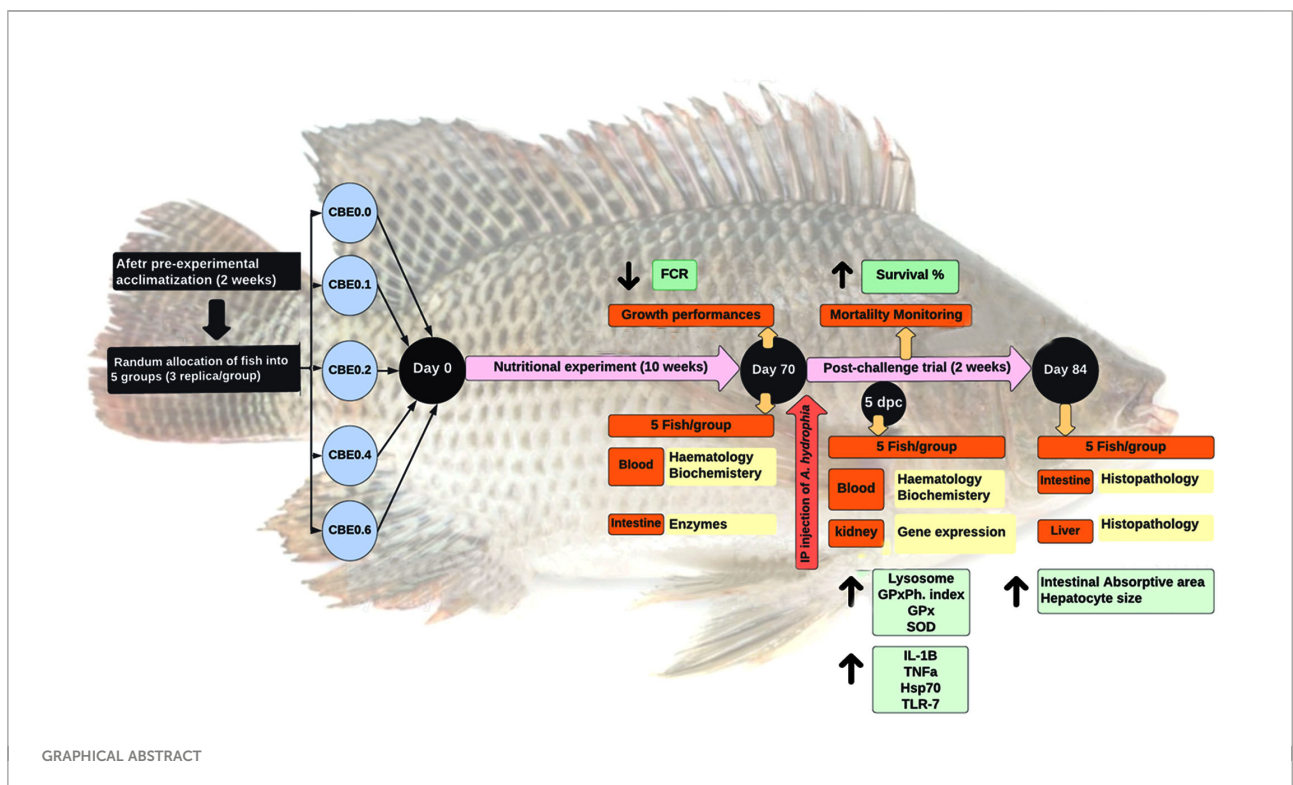 Afetr pre-experimental
acclimatization (2 weeks)
Randum allocation of fish into
5 groups (3 replica/group)
CBE0.0
CBE0.1
CBE0.2
CBE0.4
CBE0.6
Day 0
Nutritional experiment (10 weeks)
FCR
Growth performances
Day 70
5 Fish/group
Blood
Haematology
Biochemistery
Intestine
Enzymes
IP injection of A. hydrophia
Survival %
Mortalilty Monitoring
Post-challenge trial (2 weeks)
5 dpc
5 Fish/group
Blood
Haematology
Biochemistery
kidney
Gene expression
Lysosome
GPxPh. index
GPx
SOD
IL-1B
TNFa
Hsp70
TLR-7
Day 84
5 Fish/group
Intestine
Histopathology
Liver
Histopathology
Intestinal Absorptive area
Hepatocyte size
GRAPHICAL ABSTRACT